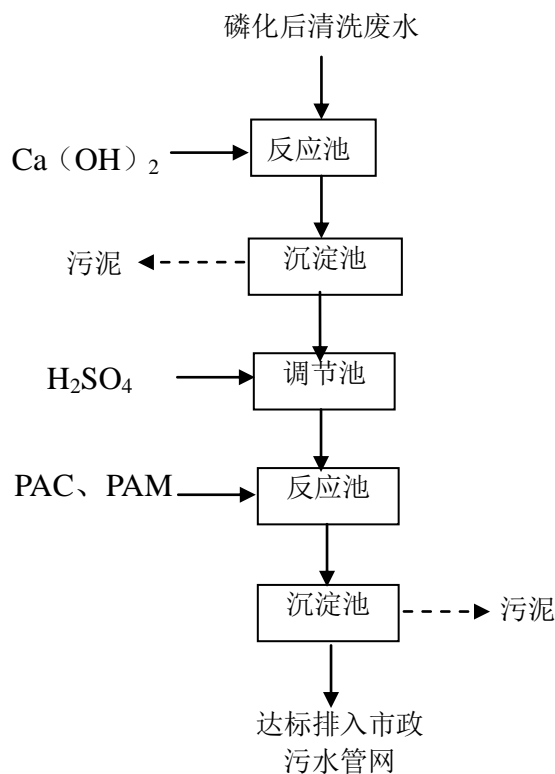 磷化后清洗废水
反应池
Ca（OH）₂
沉淀池
污泥
调节池
H₂SO₄
反应池
PAC、PAM
沉淀池
污泥
达标排入市政
污水管网